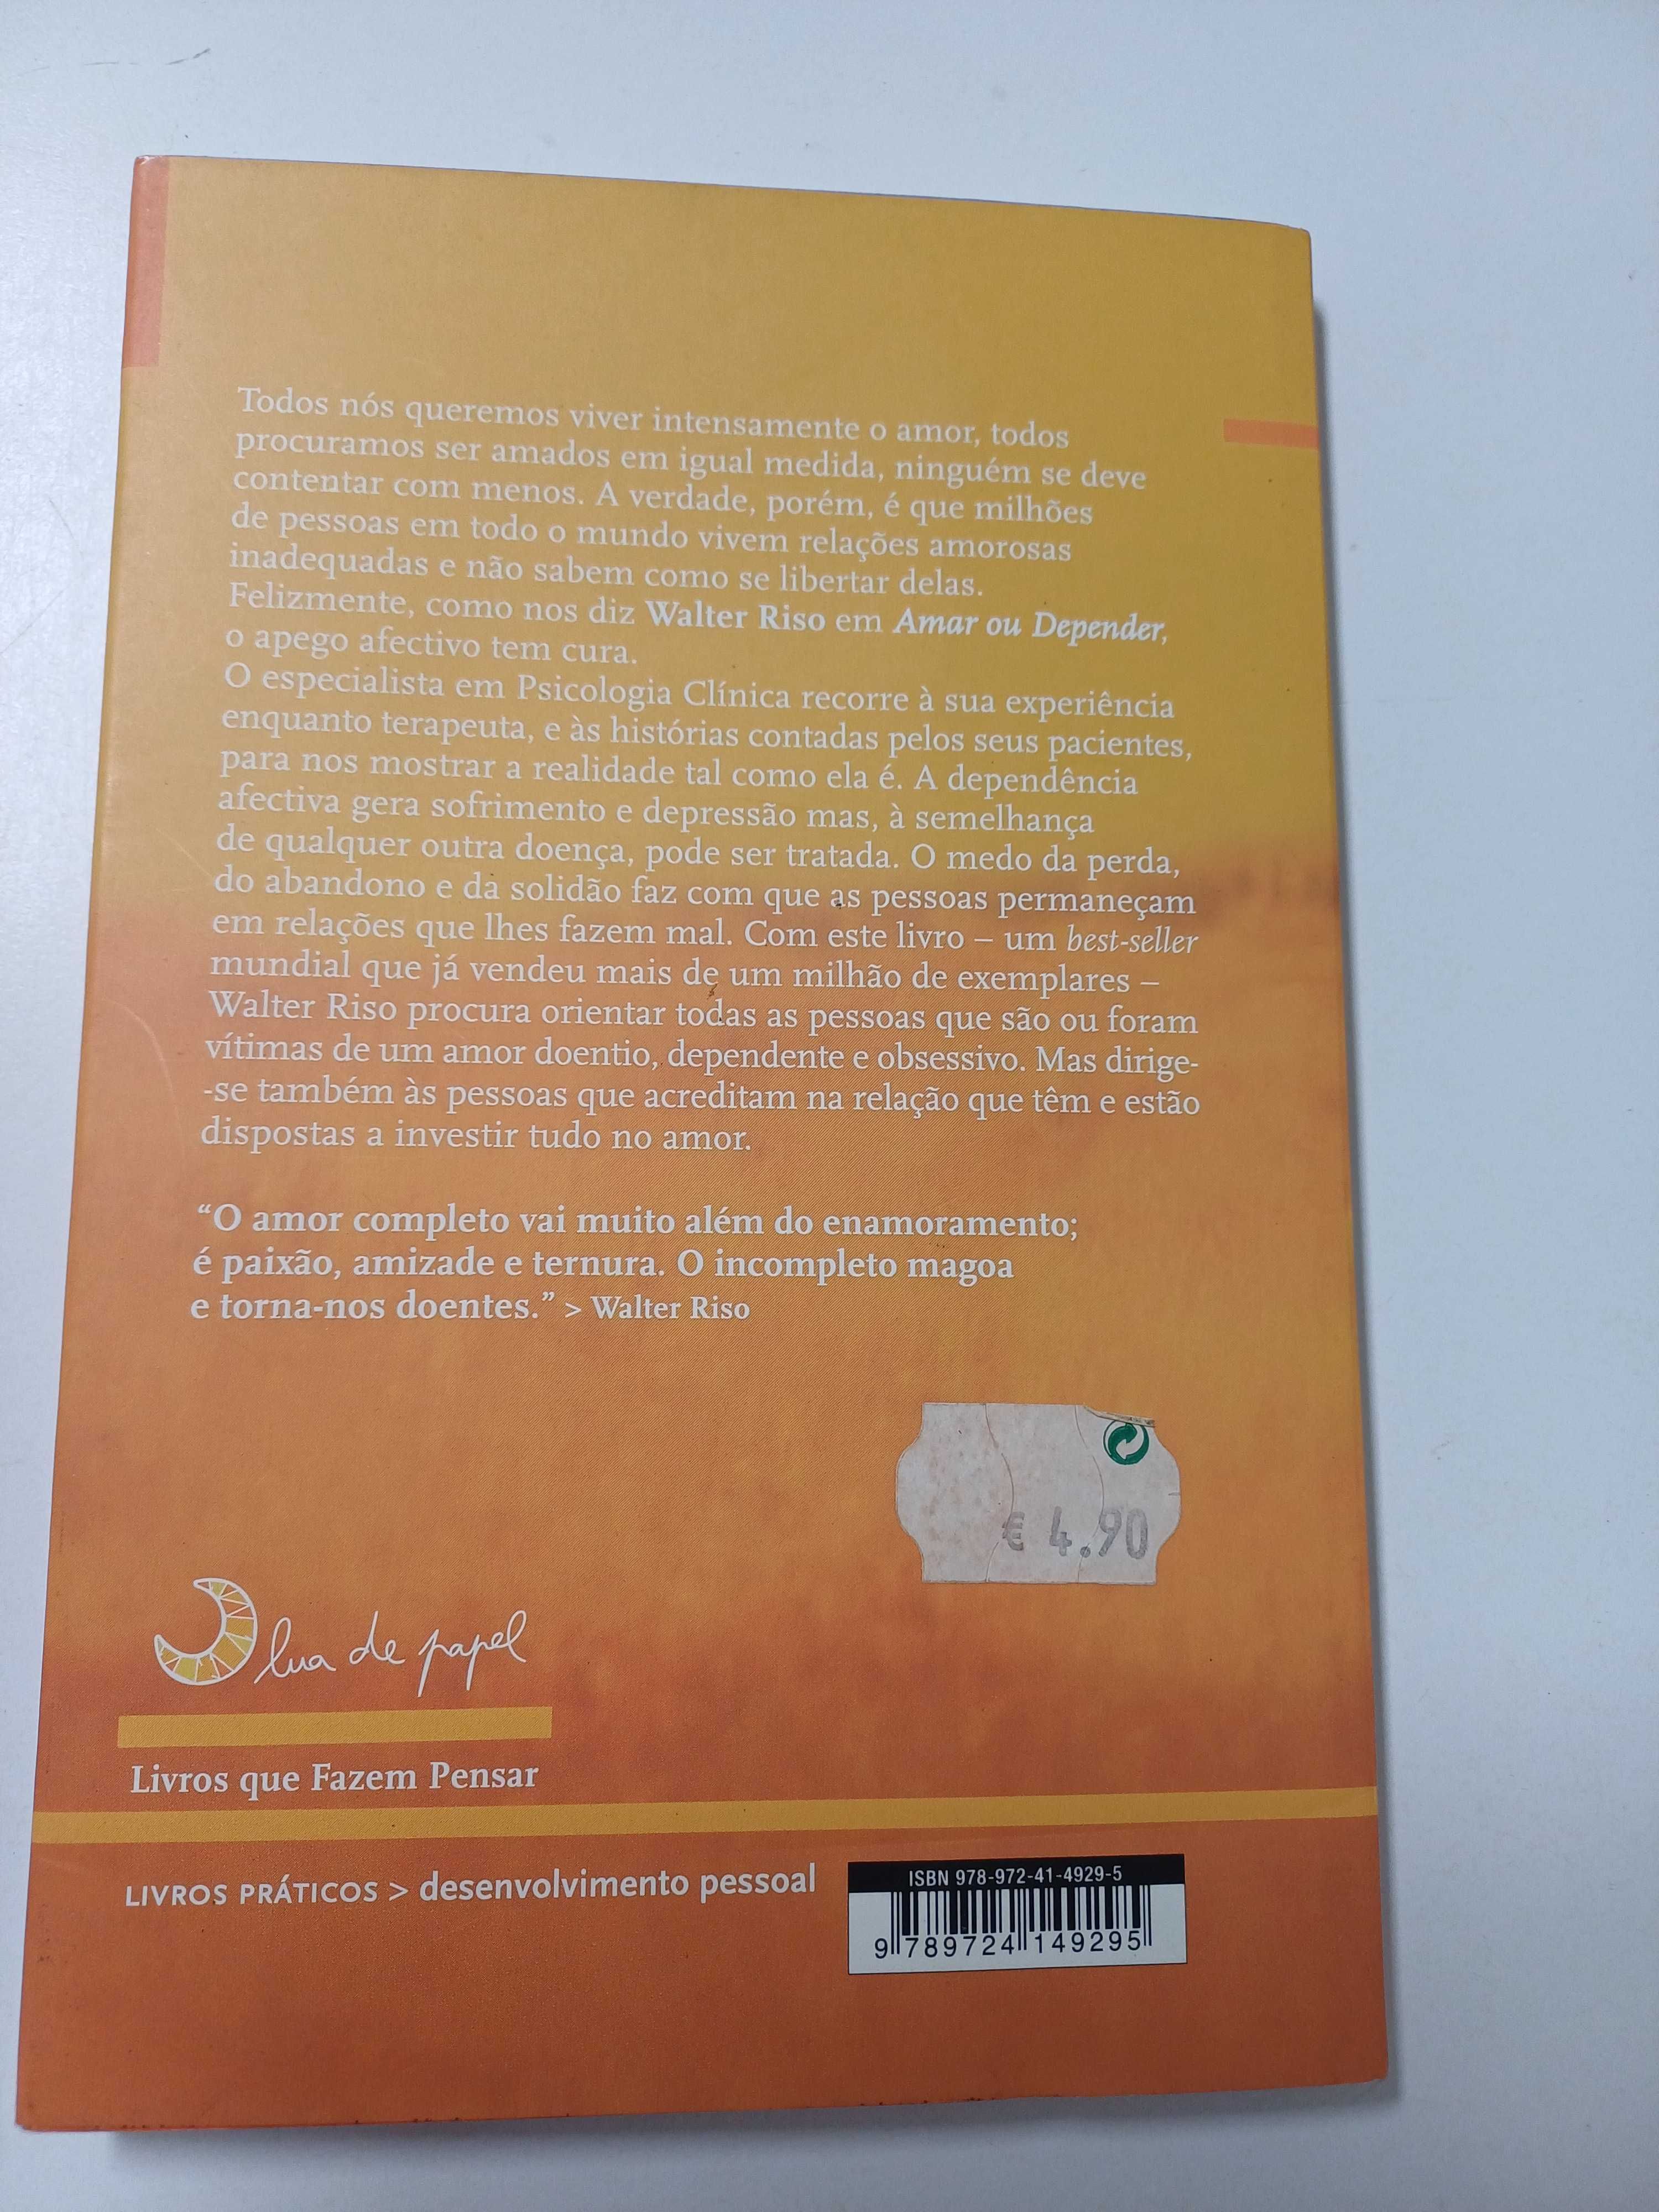 Todos nós queremos viver intensamente o amor, todos
procuramos ser amados em igual medida, ninguém se deve
contentar com menos. A verdade, porém, é que milhões
de pessoas em todo o mundo vivem relações amorosas
inadequadas e não sabem como se libertar delas.
Felizmente, como nos diz Walter Riso em Amar ou Depender,
o apego afectivo tem cura.
O especialista em Psicologia Clínica recorre à sua experiência
enquanto terapeuta, e às histórias contadas pelos seus pacientes,
para nos mostrar a realidade tal como ela é. A dependência
afectiva gera sofrimento e depressão mas, à semelhança
de qualquer outra doença, pode ser tratada. O medo da perda,
do abandono e da solidão faz com que as pessoas permaneçam
em relações que lhes fazem mal. Com este livro – um best-seller
mundial que já vendeu mais de um milhão de exemplares –
Walter Riso procura orientar todas as pessoas que são ou foram
vítimas de um amor doentio, dependente e obsessivo. Mas dirige-
-se também às pessoas que acreditam na relação que têm e estão
dispostas a investir tudo no amor.
“O amor completo vai muito além do enamoramento;
é paixão, amizade e ternura. O incompleto magoa
e torna-nos doentes.” > Walter Riso
€ 4.90
lua de papel
Livros que Fazem Pensar
LIVROS PRÁTICOS > desenvolvimento pessoal
ISBN 978-972-41-4929-5
9 789724 149295